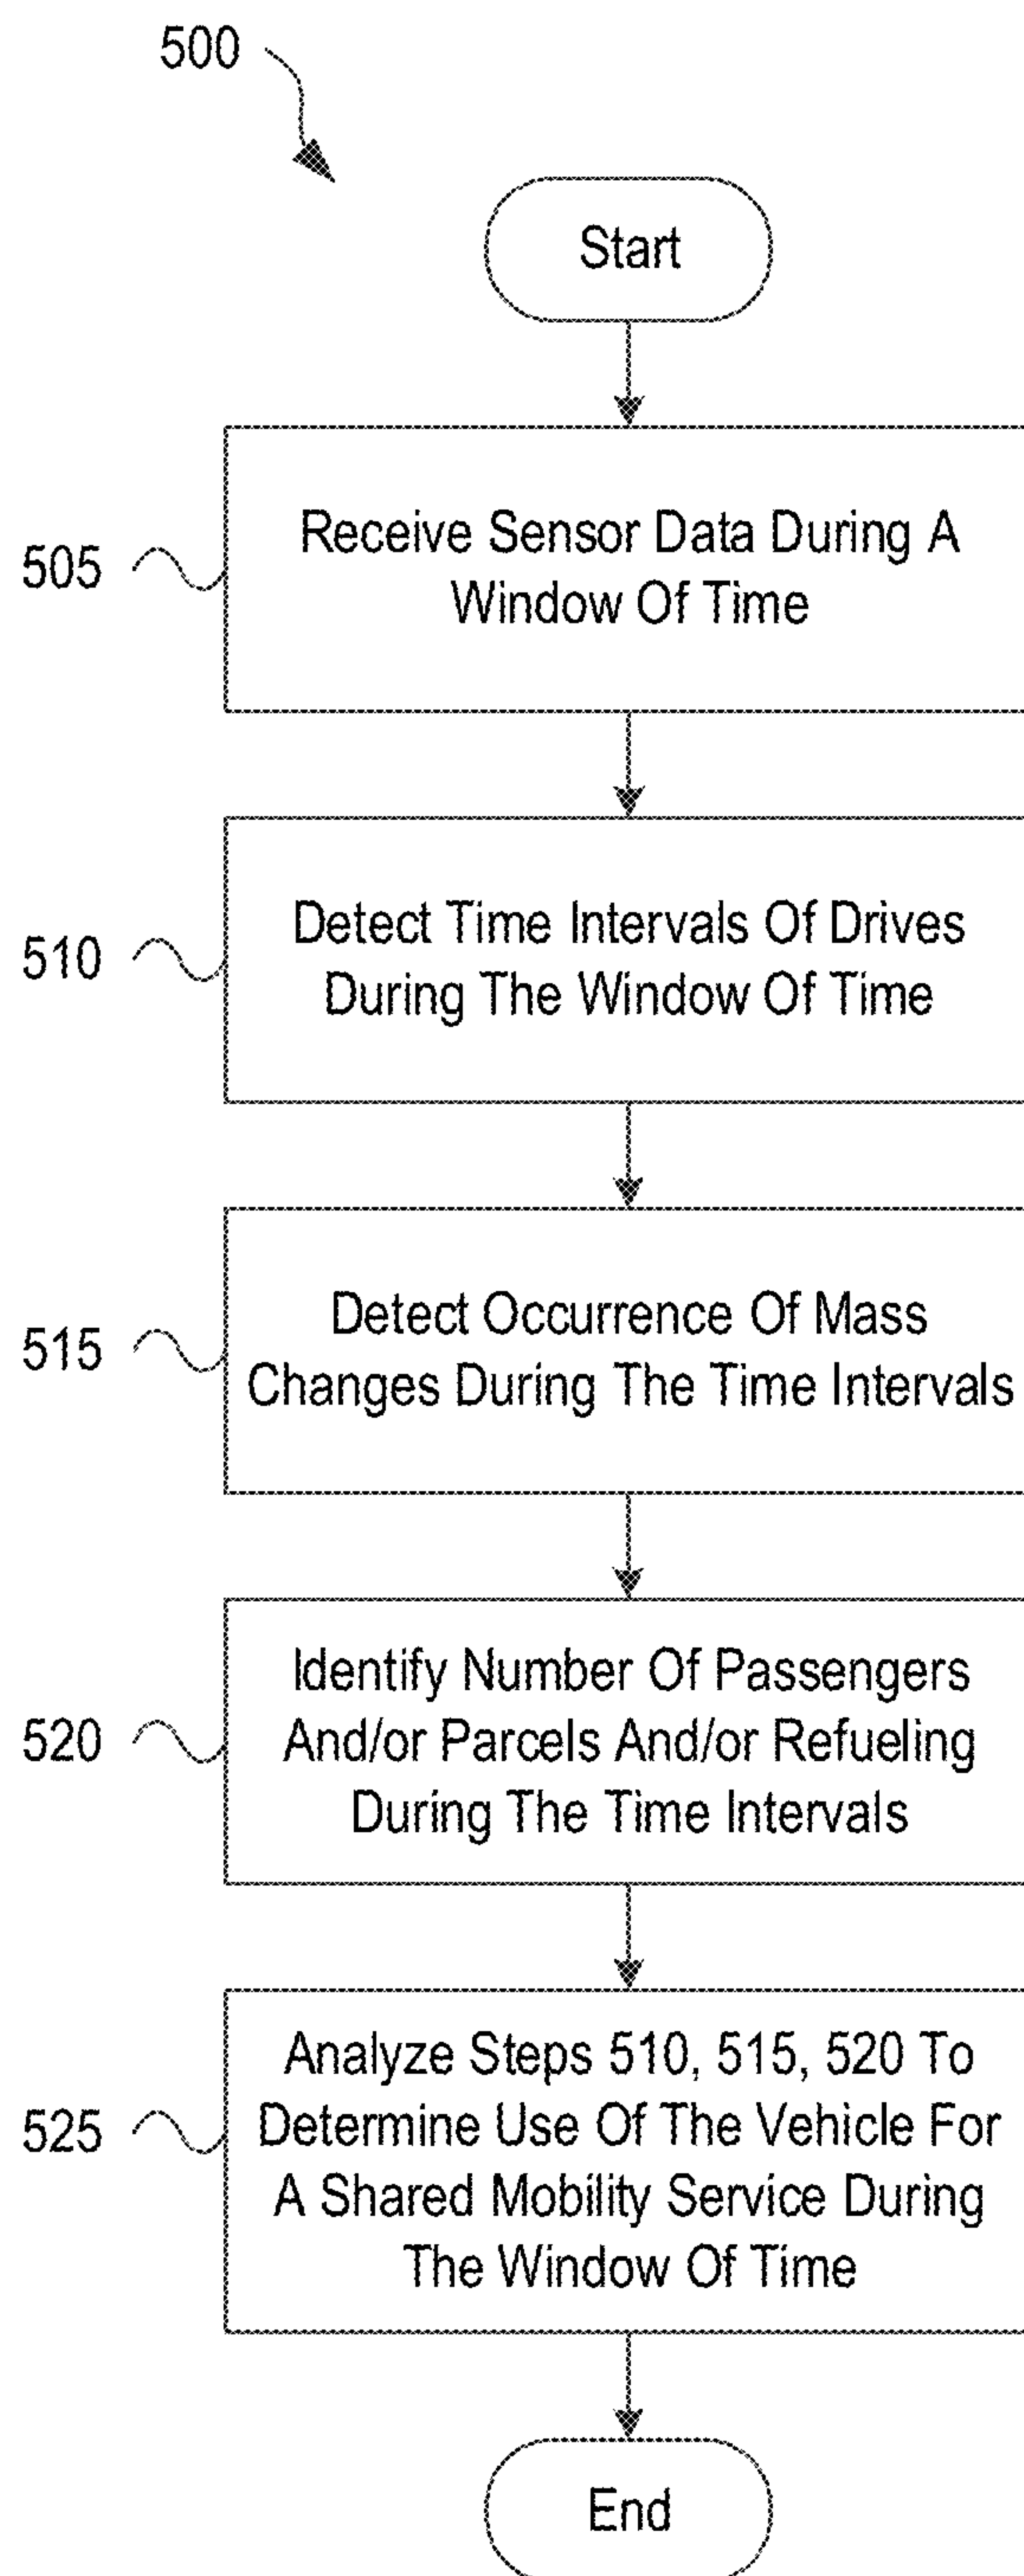 500
Start
505
Receive Sensor Data During A
Window Of Time
510
Detect Time Intervals Of Drives
During The Window Of Time
515
Detect Occurrence Of Mass
Changes During The Time Intervals
520
Identify Number Of Passengers
And/or Parcels And/or Refueling
During The Time Intervals
525
Analyze Steps 510, 515, 520 To
Determine Use Of The Vehicle For
A Shared Mobility Service During
The Window Of Time
End